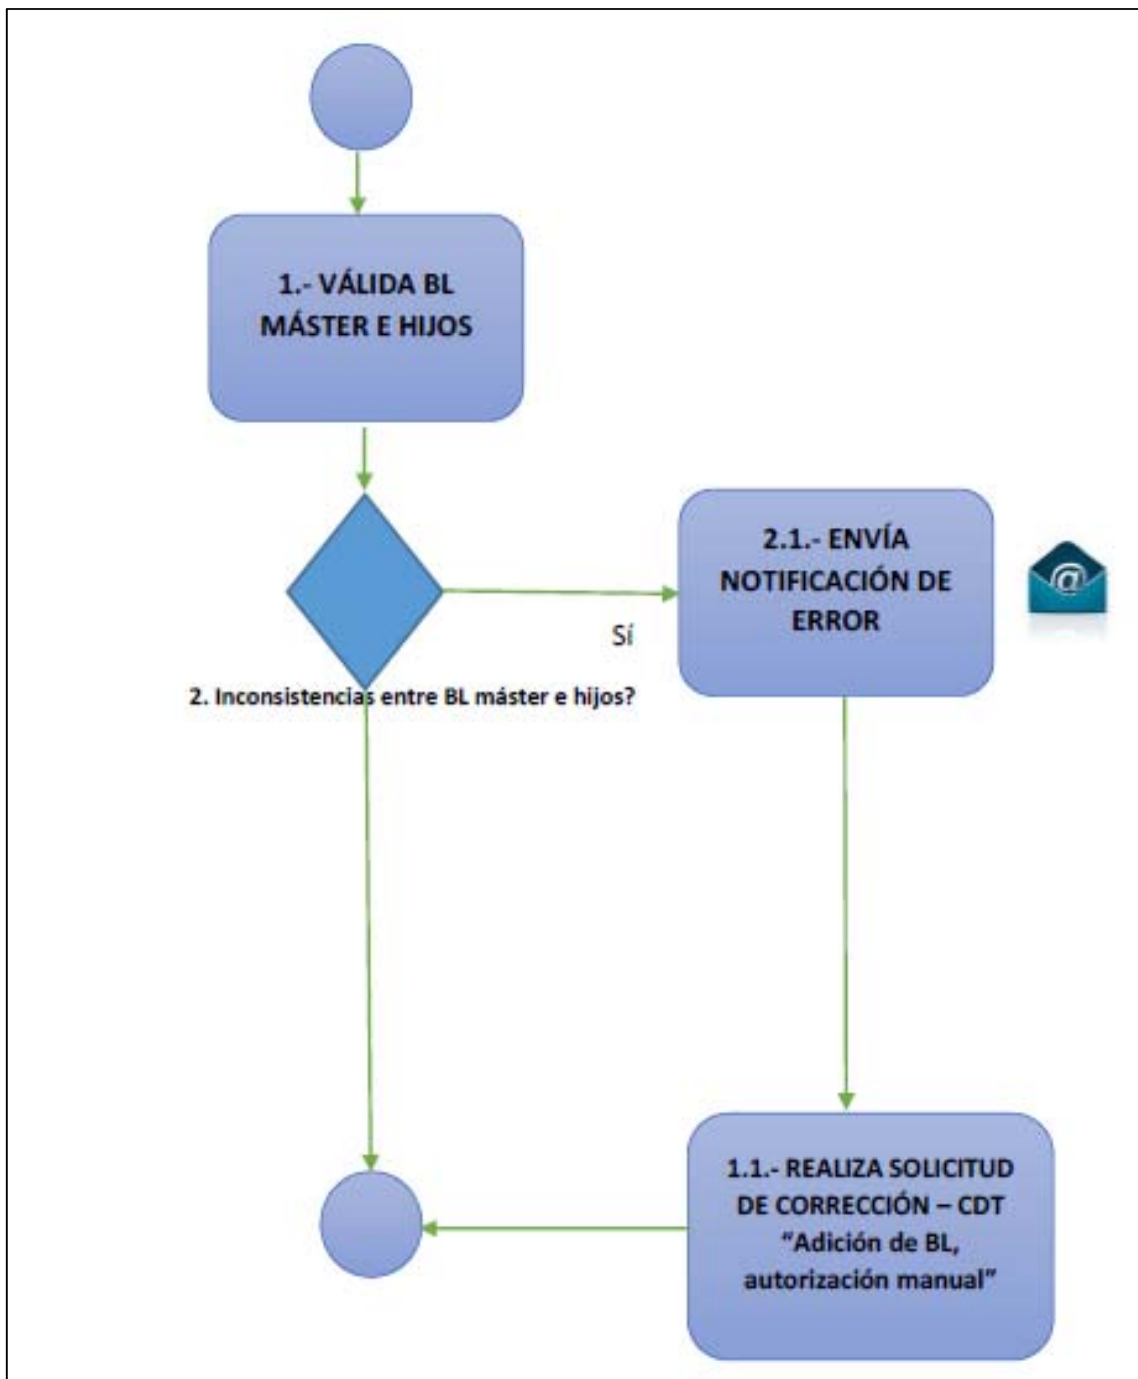 1.- VÁLIDA BL
MÁSTER E HIJOS
2.1.- ENVÍA
NOTIFICACIÓN DE
ERROR
@
Sí
2. Inconsistencias entre BL máster e hijos?
1.1.- REALIZA SOLICITUD
DE CORRECCIÓN – CDT
“Adición de BL,
autorización manual”